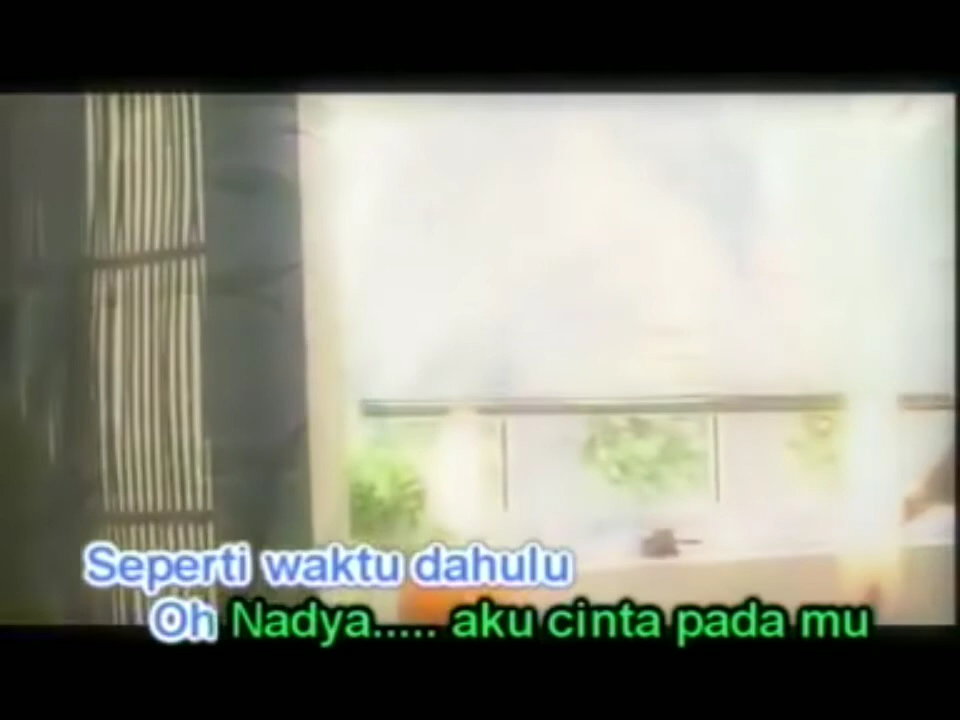 Seperti waktu dahulu
Oh Nadya..... aku cinta pada mu